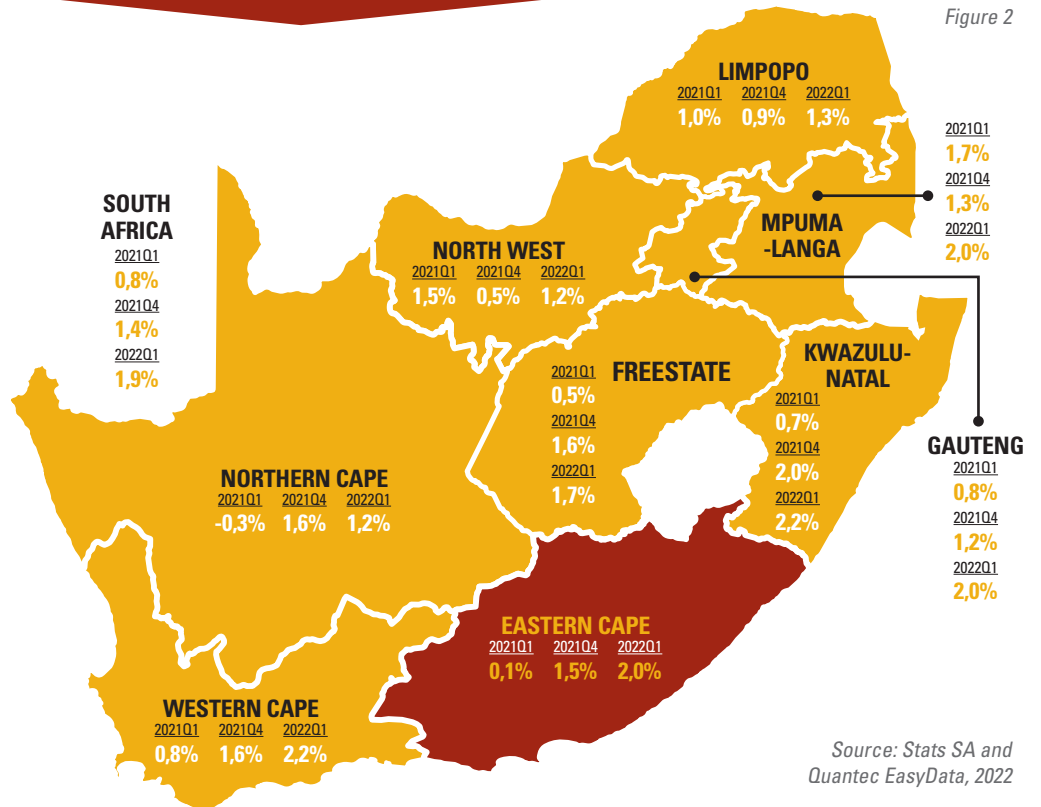 Figure 2
LIMPOPO
2021Q1 2021Q4 2022Q1
1,0% 0,9% 1,3%
2021Q1
1,7%
2021Q4
1,3%
2022Q1
2,0%
MPUMA
-LANGA
SOUTH
AFRICA
2021Q1
0,8%
2021Q4
1,4%
2022Q1
1,9%
NORTH WEST
2021Q1 2021Q4 2022Q1
1,5% 0,5% 1,2%
FREESTATE
2021Q1
0,5%
2021Q4
1,6%
2022Q1
1,7%
KWAZULU-
NATAL
2021Q1
0,7%
2021Q4
2,0%
2022Q1
2,2%
GAUTENG
2021Q1
0,8%
2021Q4
1,2%
2022Q1
2,0%
NORTHERN CAPE
2021Q1 2021Q4 2022Q1
-0,3% 1,6% 1,2%
EASTERN CAPE
2021Q1 2021Q4 2022Q1
0,1% 1,5% 2,0%
WESTERN CAPE
2021Q1 2021Q4 2022Q1
0,8% 1,6% 2,2%
Source: Stats SA and
Quantec EasyData, 2022